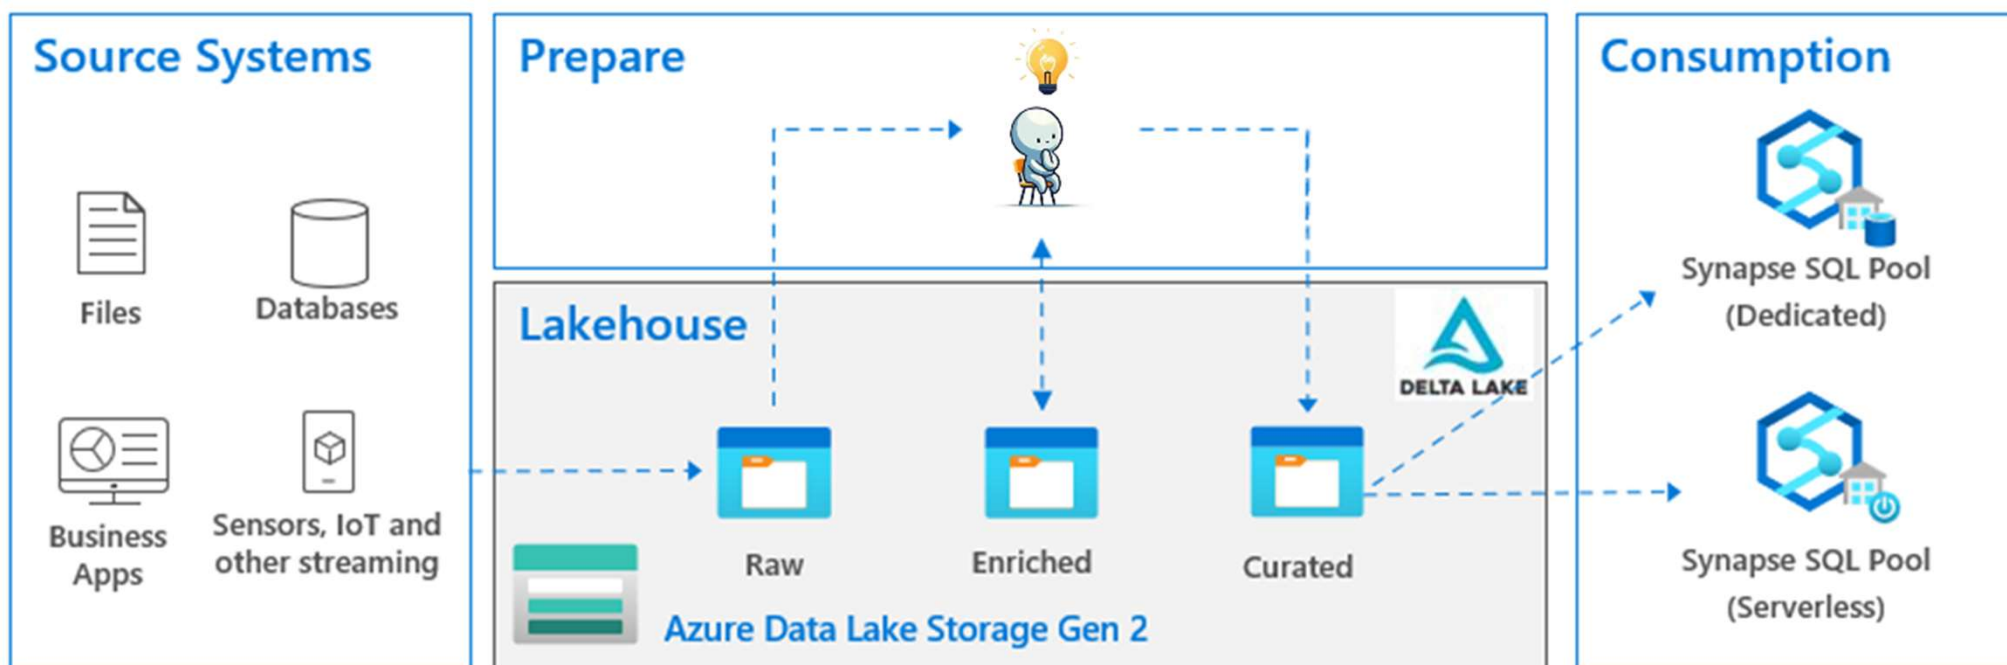 Source Systems
Files
Databases
Business
Apps
Sensors, IoT and
other streaming
Prepare
Lakehouse
DELTA LAKE
Raw
Enriched
Curated
Azure Data Lake Storage Gen 2
Consumption
Synapse SQL Pool
(Dedicated)
Synapse SQL Pool
(Serverless)